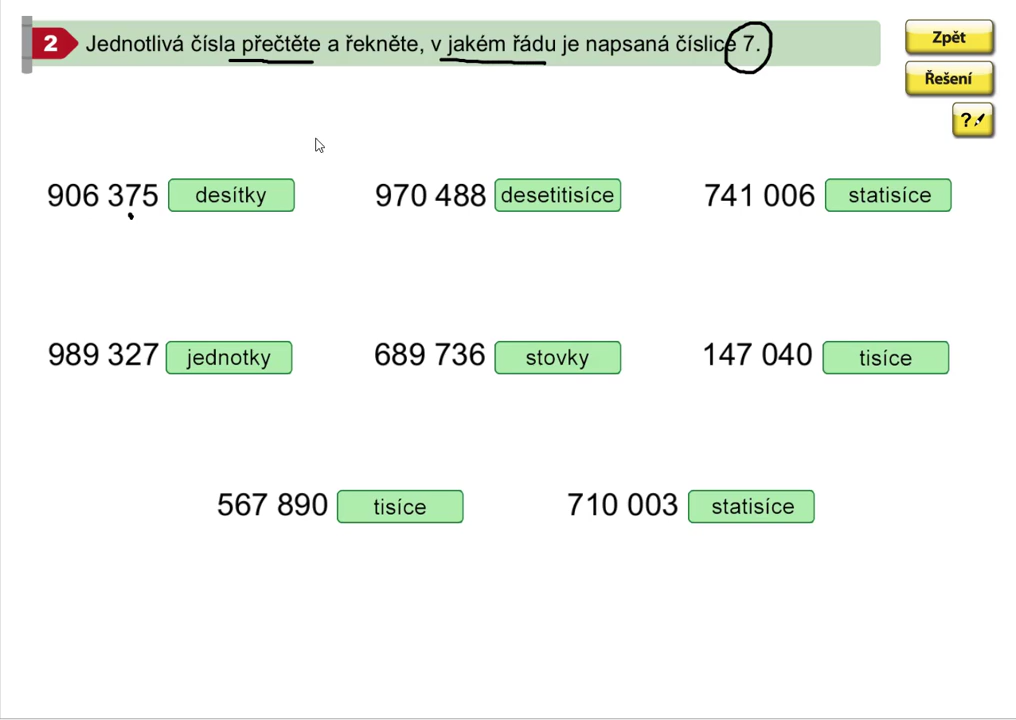 2 Jednotlivá čísla přečtěte a řekněte, v jakém řádu je napsaná číslice 7.
Zpět
Řešení
?
906 375 desítky 970 488 desetitisíce 741 006 statisíce
989 327 jednotky 689 736 stovky 147 040 tisíce
567 890 tisíce 710 003 statisíce